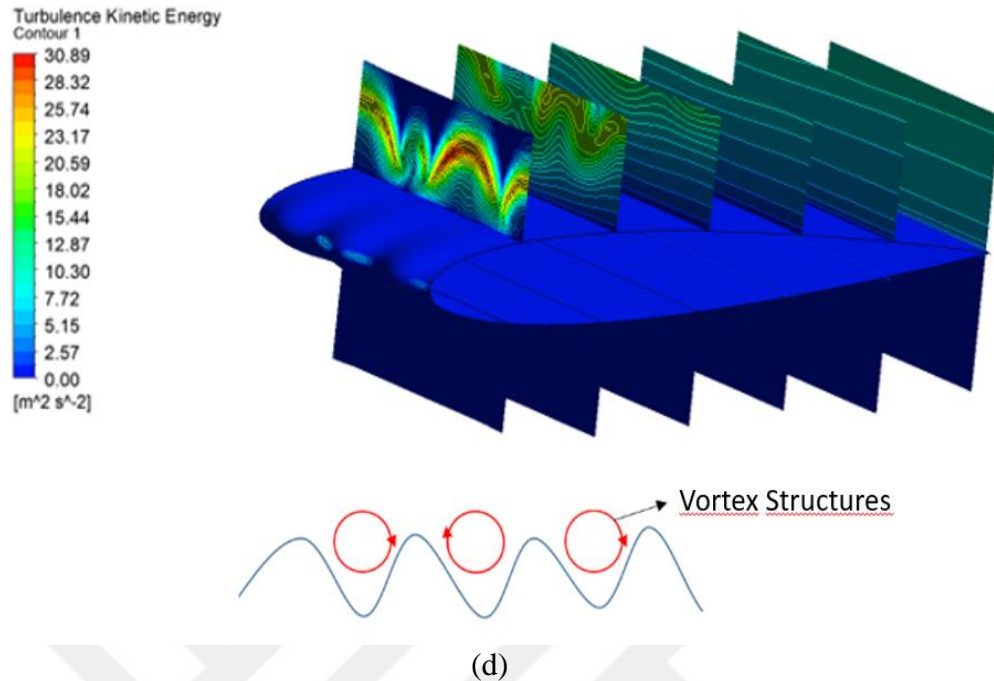 Turbulence Kinetic Energy
Contour 1
30.89
28.32
25.74
23.17
20.59
18.02
15.44
12.87
10.30
7.72
5.15
2.57
0.00
[m^2 s^-2]
Vortex Structures
(d)